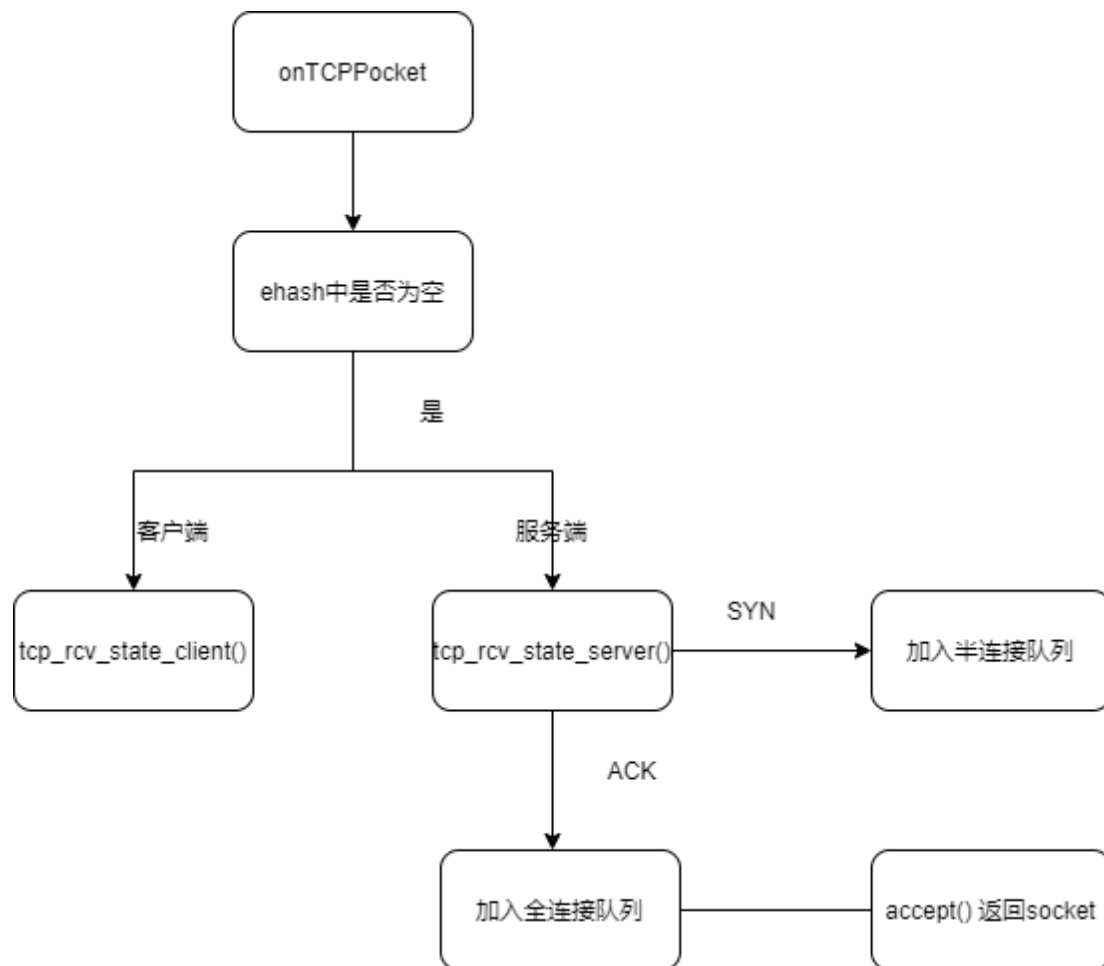 onTCPPocket
ehash中是否为空
是
客户端
服务端
tcp_rcv_state_client()
tcp_rcv_state_server()
SYN
加入半连接队列
ACK
加入全连接队列
accept() 返回socket